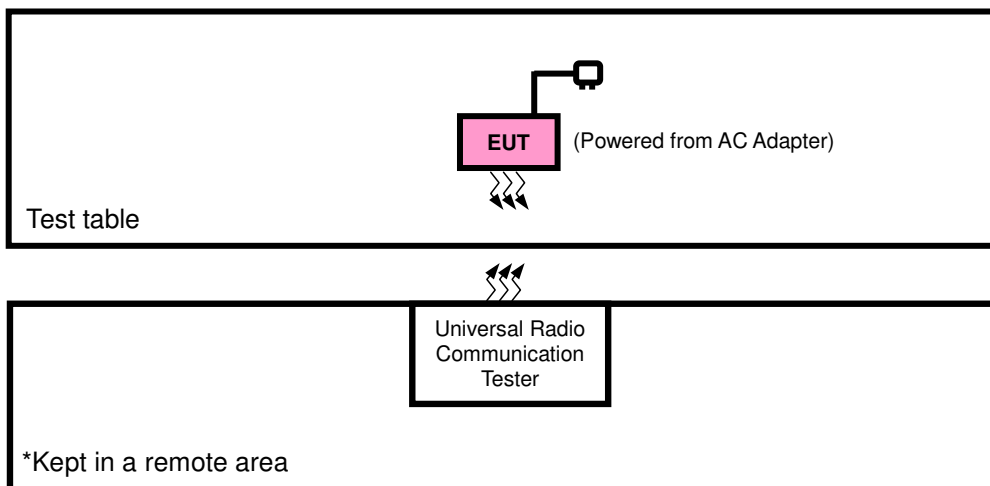 EUT
(Powered from AC Adapter)
Test table
Universal Radio
Communication
Tester
*Kept in a remote area